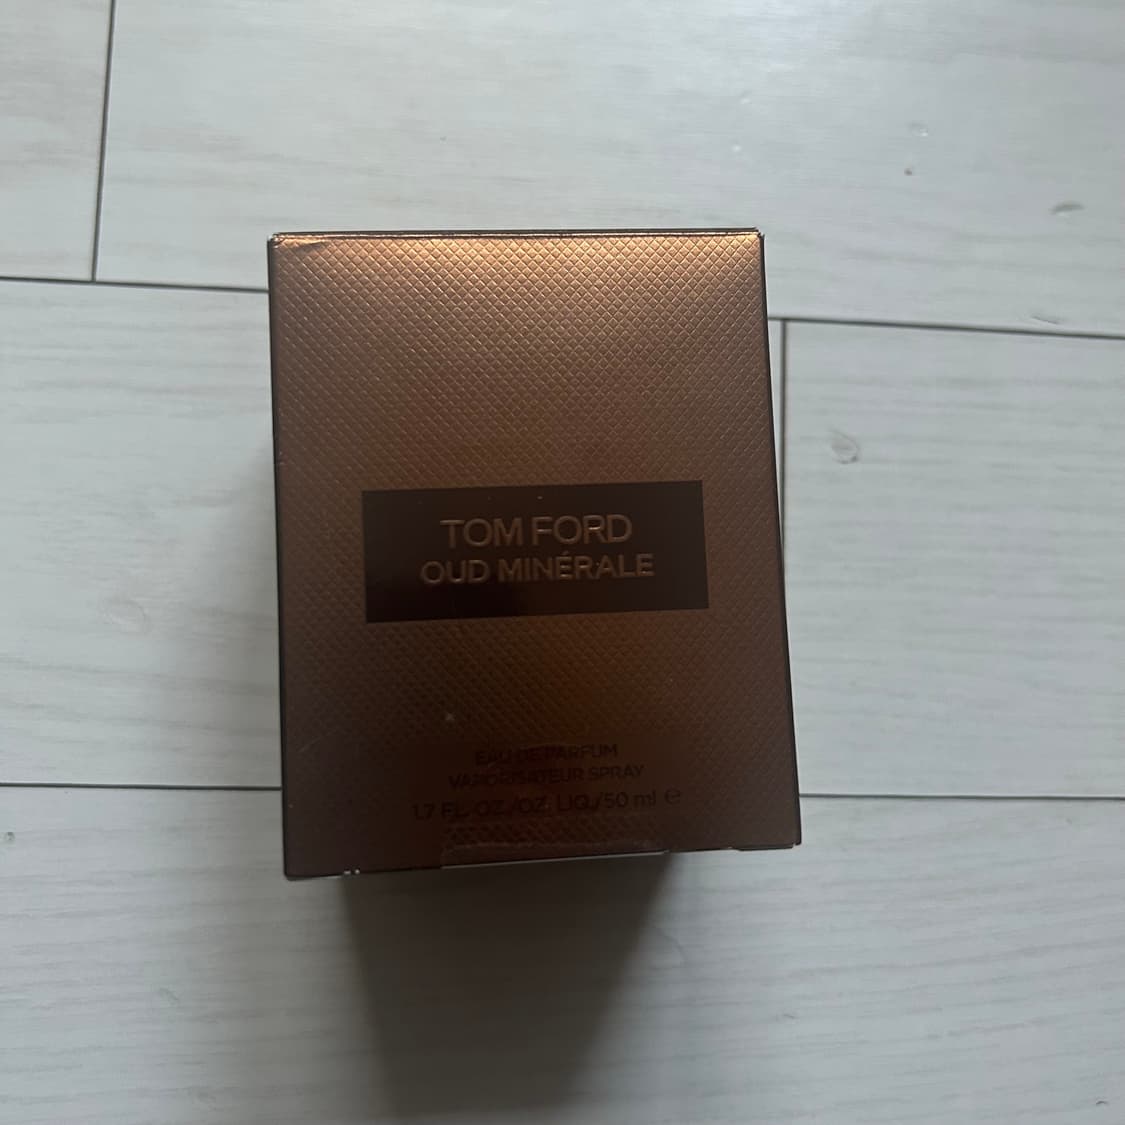 TOM FORD
OUD MINÉRALE
EAU DE PARFUM
VAPORISATEUR SPRAY
1.7 FL. OZ./OZ. LIQ./50 ml ℮